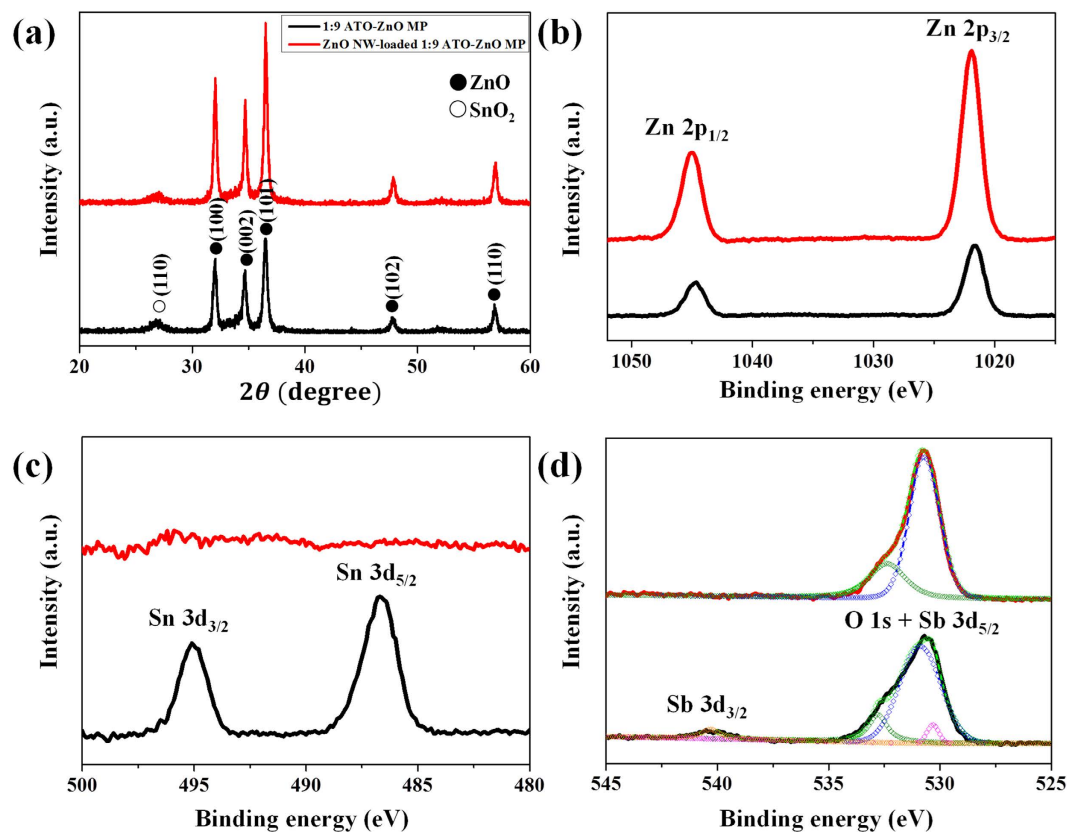 (a)
1:9 ATO-ZnO MP
ZnO NW-loaded 1:9 ATO-ZnO MP
ZnO
SnO2
Intensity (a.u.)
(110)
(100)
(002)
(101)
(102)
(110)
20 30 40 50 60
2θ (degree)
(b)
Zn 2p3/2
Zn 2p1/2
Intensity (a.u.)
1050 1040 1030 1020
Binding energy (eV)
(c)
Intensity (a.u.)
Sn 3d5/2
Sn 3d3/2
500 495 490 485 480
Binding energy (eV)
(d)
Intensity (a.u.)
O 1s + Sb 3d5/2
Sb 3d3/2
545 540 535 530 525
Binding energy (eV)